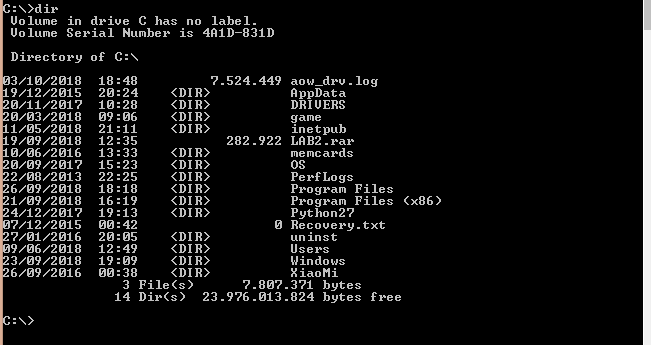 C:\>dir
 Volume in drive C has no label.
 Volume Serial Number is 4A1D-831D

 Directory of C:\

03/10/2018  18:48         7.524.449 aow_drv.log
19/12/2015  20:24    <DIR>          AppData
20/11/2017  10:28    <DIR>          DRIVERS
20/03/2018  09:06    <DIR>          game
11/05/2018  21:11    <DIR>          inetpub
19/09/2018  12:35           282.922 LAB2.rar
10/06/2016  13:33    <DIR>          memcards
20/09/2017  15:23    <DIR>          OS
22/08/2013  22:25    <DIR>          PerfLogs
26/09/2018  18:18    <DIR>          Program Files
21/09/2018  16:19    <DIR>          Program Files (x86)
24/12/2017  19:13    <DIR>          Python27
07/12/2015  00:42                 0 Recovery.txt
27/01/2016  20:05    <DIR>          uninst
09/06/2018  12:49    <DIR>          Users
23/09/2018  19:09    <DIR>          Windows
26/09/2016  00:38    <DIR>          XiaoMi
               3 File(s)      7.807.371 bytes
              14 Dir(s)  23.976.013.824 bytes free

C:\>